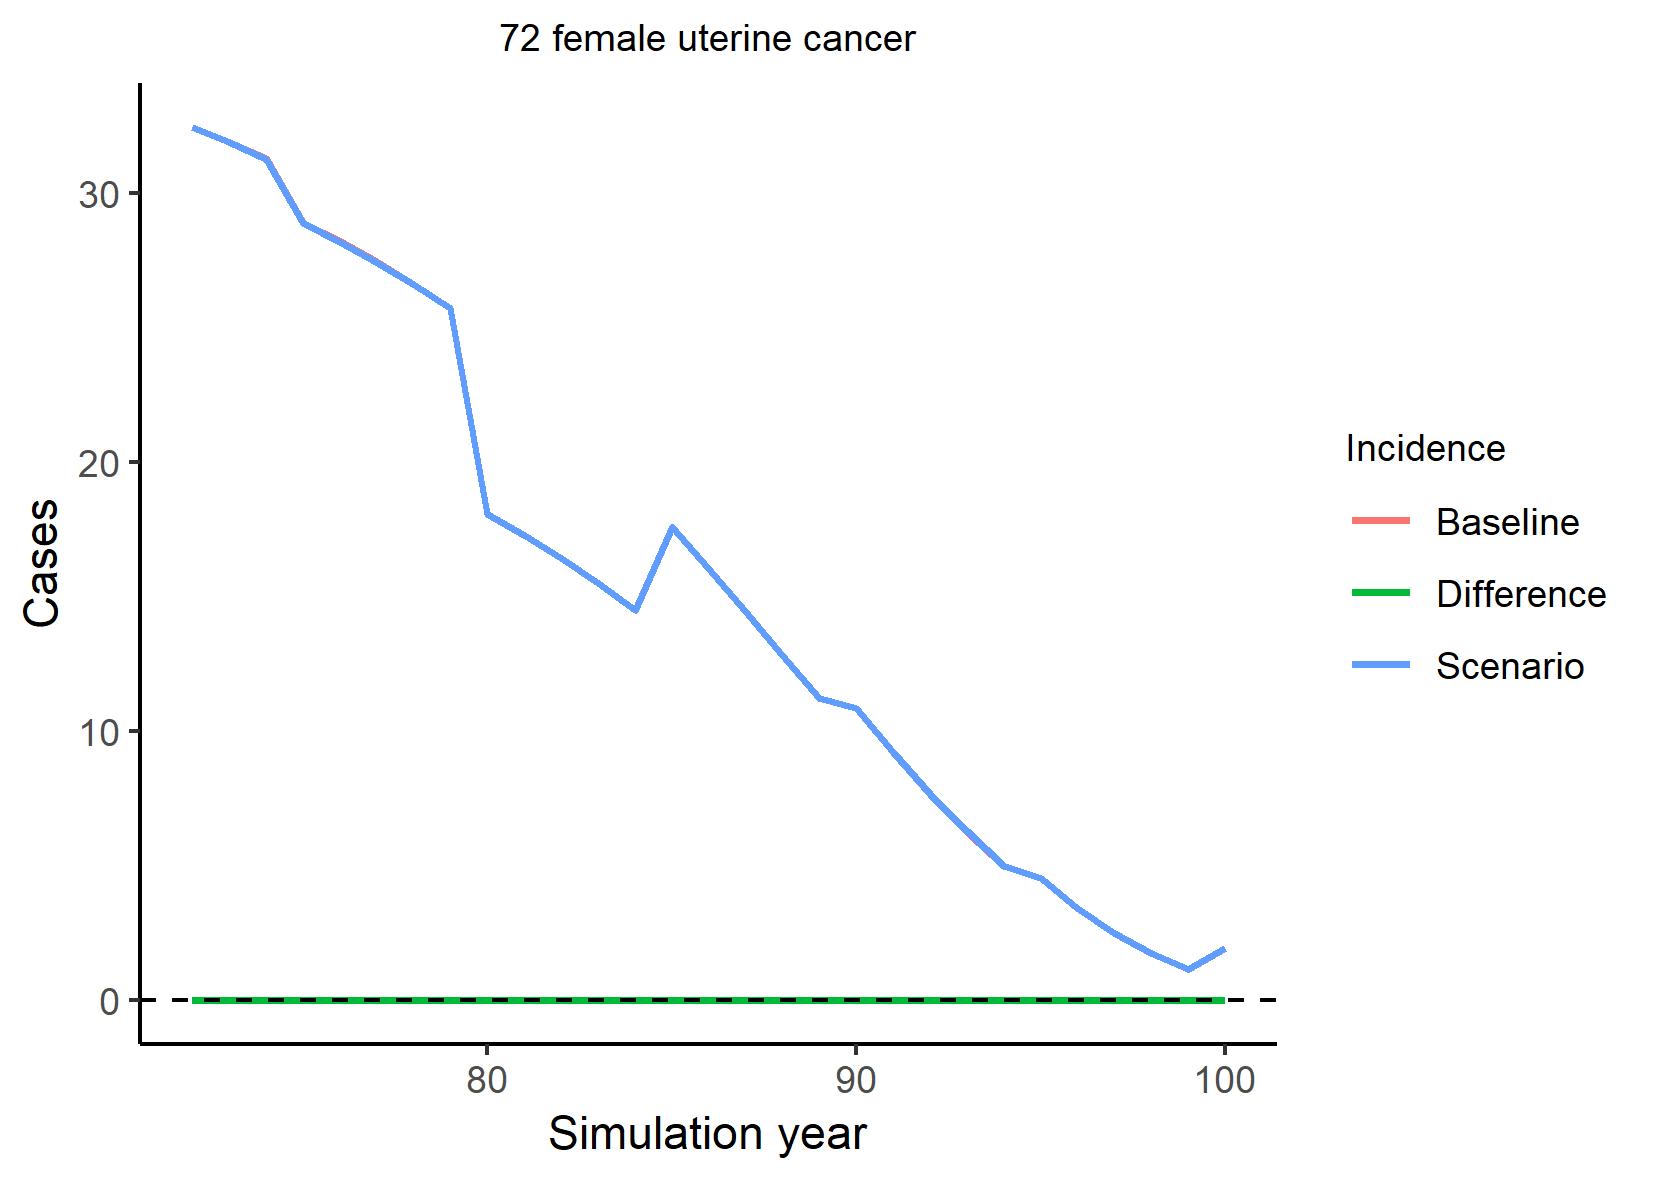 72 female uterine cancer
Cases
30
20
10
0
80
90
100
Simulation year
Incidence
Baseline
Difference
Scenario